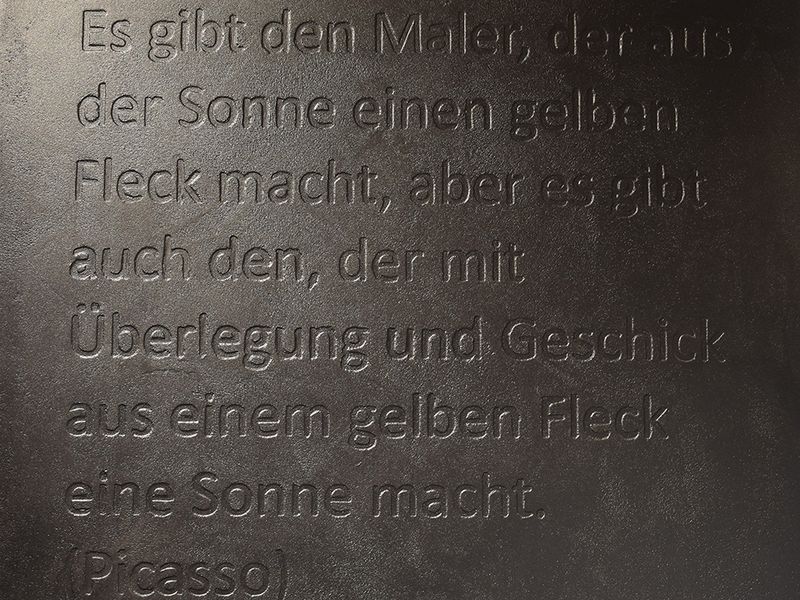 Es gibt den Maler, der aus
der Sonne einen gelben
Fleck macht, aber es gibt
auch den, der mit
Überlegung und Geschick
aus einem gelben Fleck
eine Sonne macht.
(Picasso)